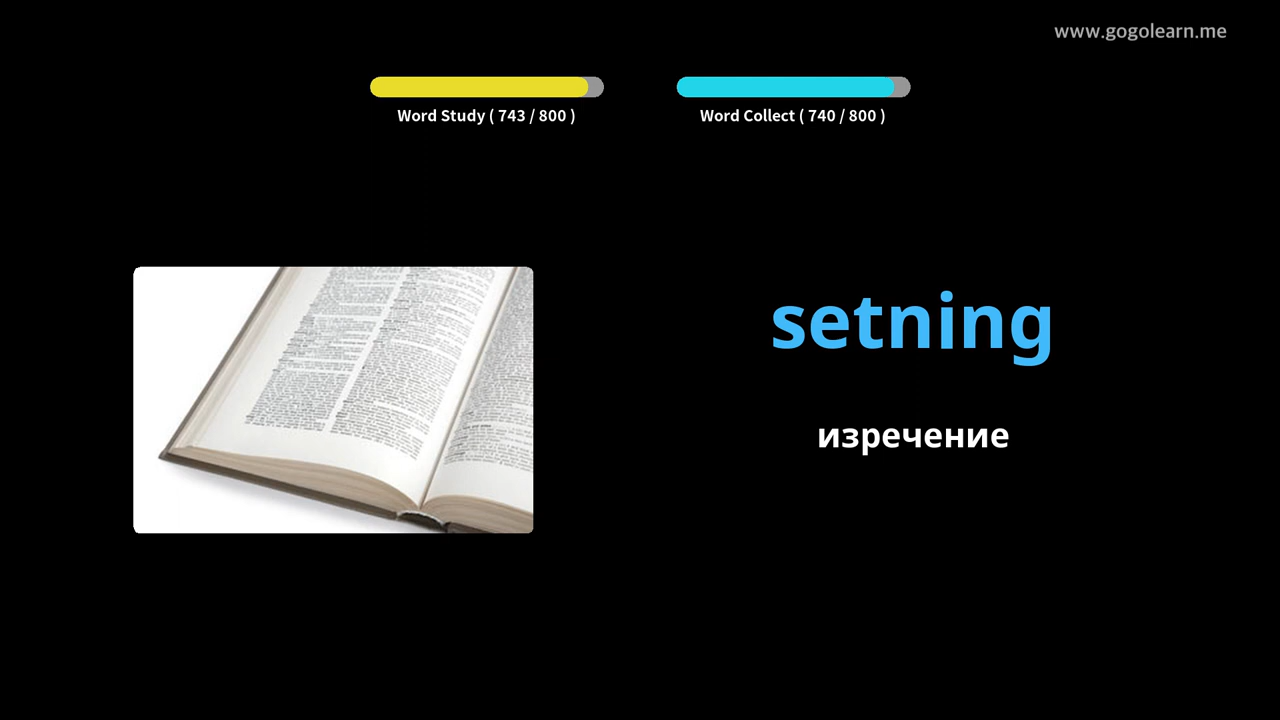 www.gogolearn.me
Word Study ( 743 / 800 )
Word Collect ( 740 / 800 )
setning
изречение